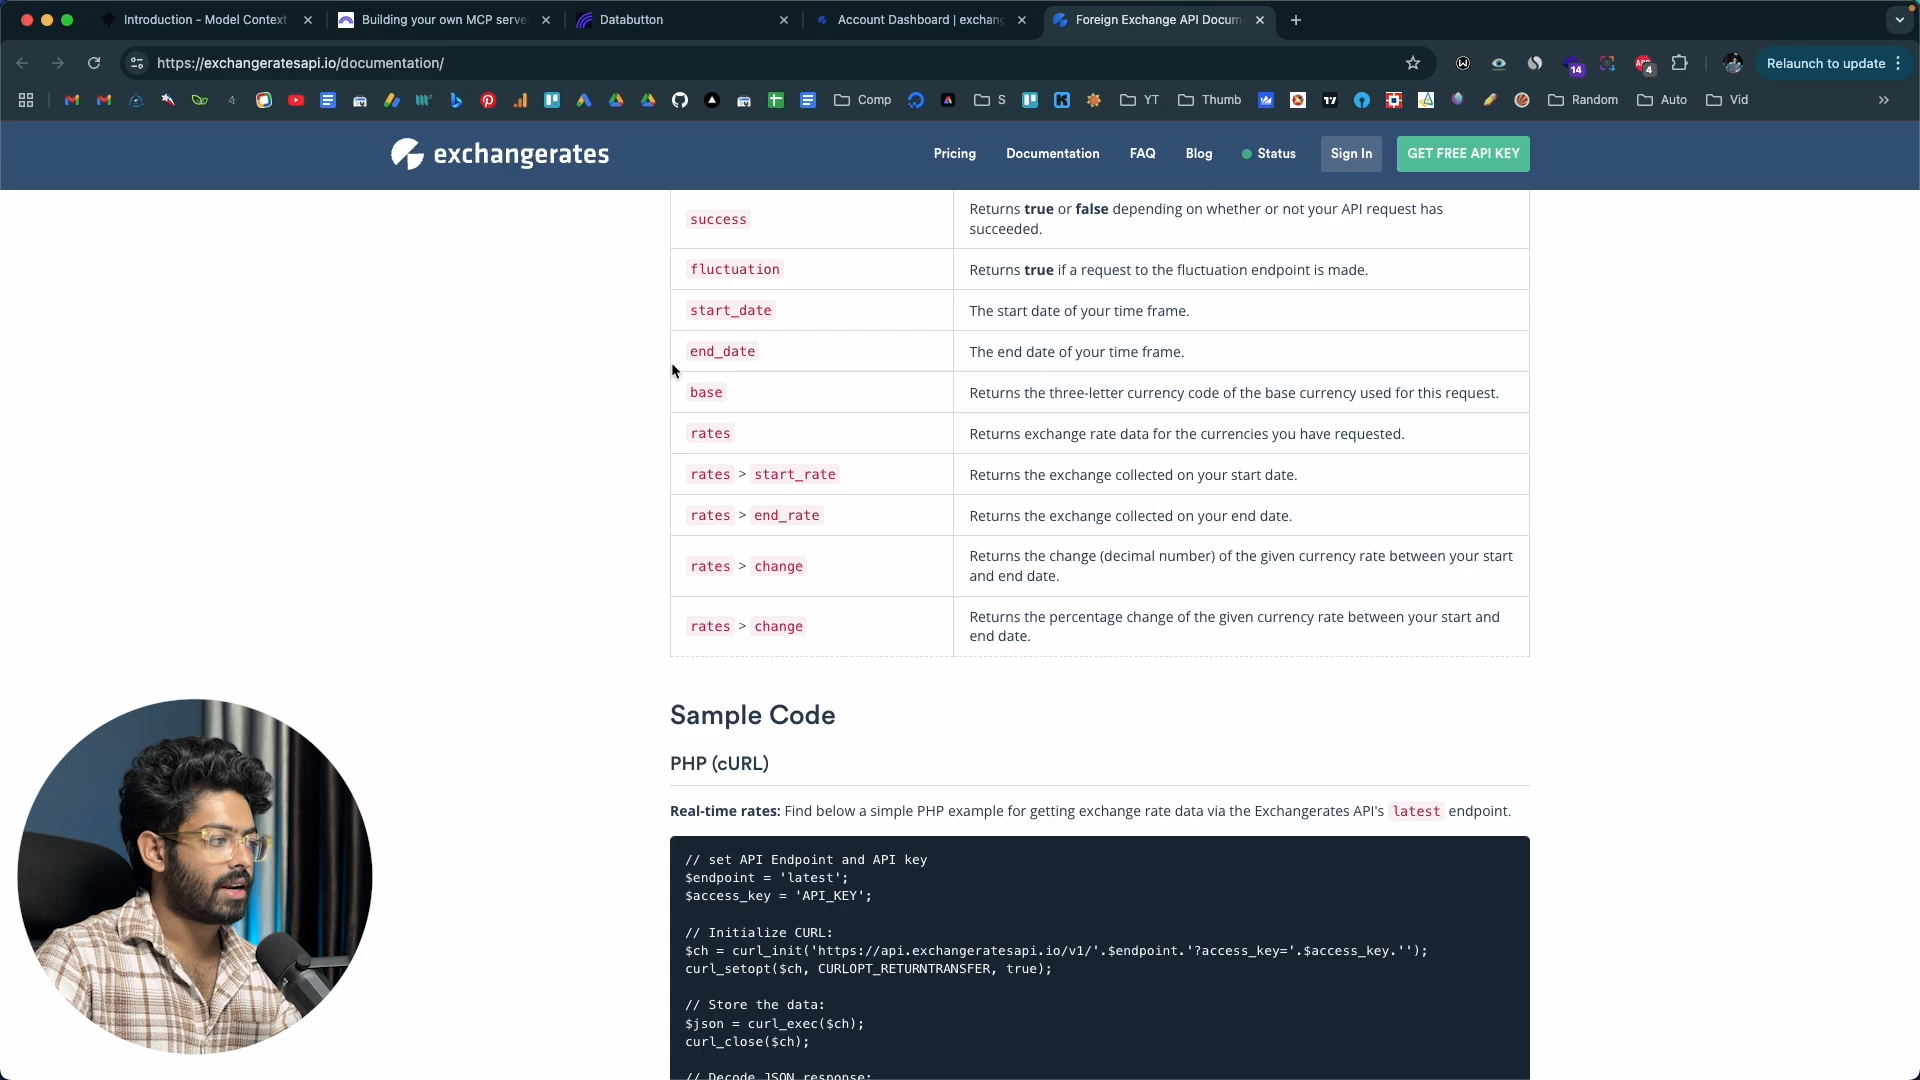 Introduction - Model Context
Building your own MCP serve
Databutton
Account Dashboard | exchang
Foreign Exchange API Docum
https://exchangeratesapi.io/documentation/
14
4
Relaunch to update
Comp
S
YT
Thumb
Random
Auto
Vid
exchangerates
Pricing
Documentation
FAQ
Blog
Status
Sign In
GET FREE API KEY
success
Returns true or false depending on whether or not your API request has
succeeded.
fluctuation
Returns true if a request to the fluctuation endpoint is made.
start_date
The start date of your time frame.
end_date
The end date of your time frame.
base
Returns the three-letter currency code of the base currency used for this request.
rates
Returns exchange rate data for the currencies you have requested.
rates > start_rate
Returns the exchange collected on your start date.
rates > end_rate
Returns the exchange collected on your end date.
rates > change
Returns the change (decimal number) of the given currency rate between your start
and end date.
rates > change
Returns the percentage change of the given currency rate between your start and
end date.
Sample Code
PHP (cURL)
Real-time rates: Find below a simple PHP example for getting exchange rate data via the Exchangerates API's latest endpoint.
// set API Endpoint and API key
$endpoint = 'latest';
$access_key = 'API_KEY';
// Initialize CURL:
$ch = curl_init('https://api.exchangeratesapi.io/v1/'.$endpoint.'?access_key='.$access_key.'');
curl_setopt($ch, CURLOPT_RETURNTRANSFER, true);
// Store the data:
$json = curl_exec($ch);
curl_close($ch);
// Decode JSON response: